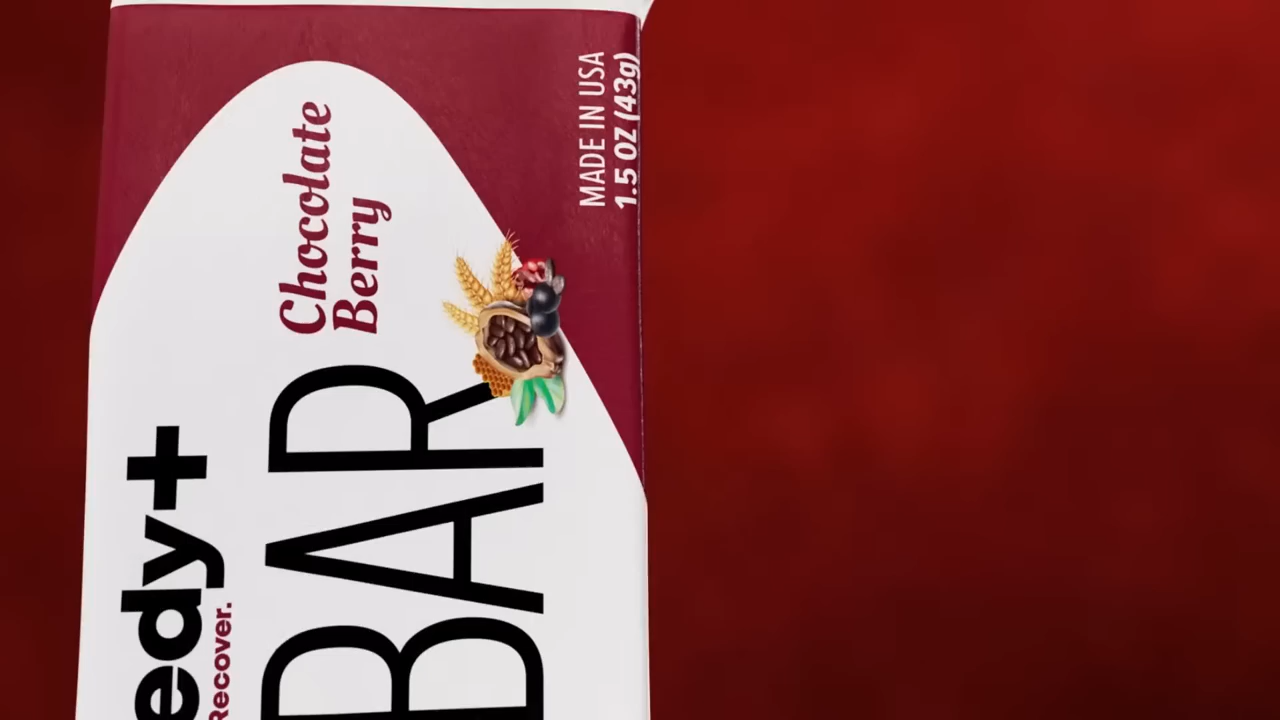 edy+
Recover.
BAR
Chocolate
Berry
MADE IN USA
1.5 OZ (43g)